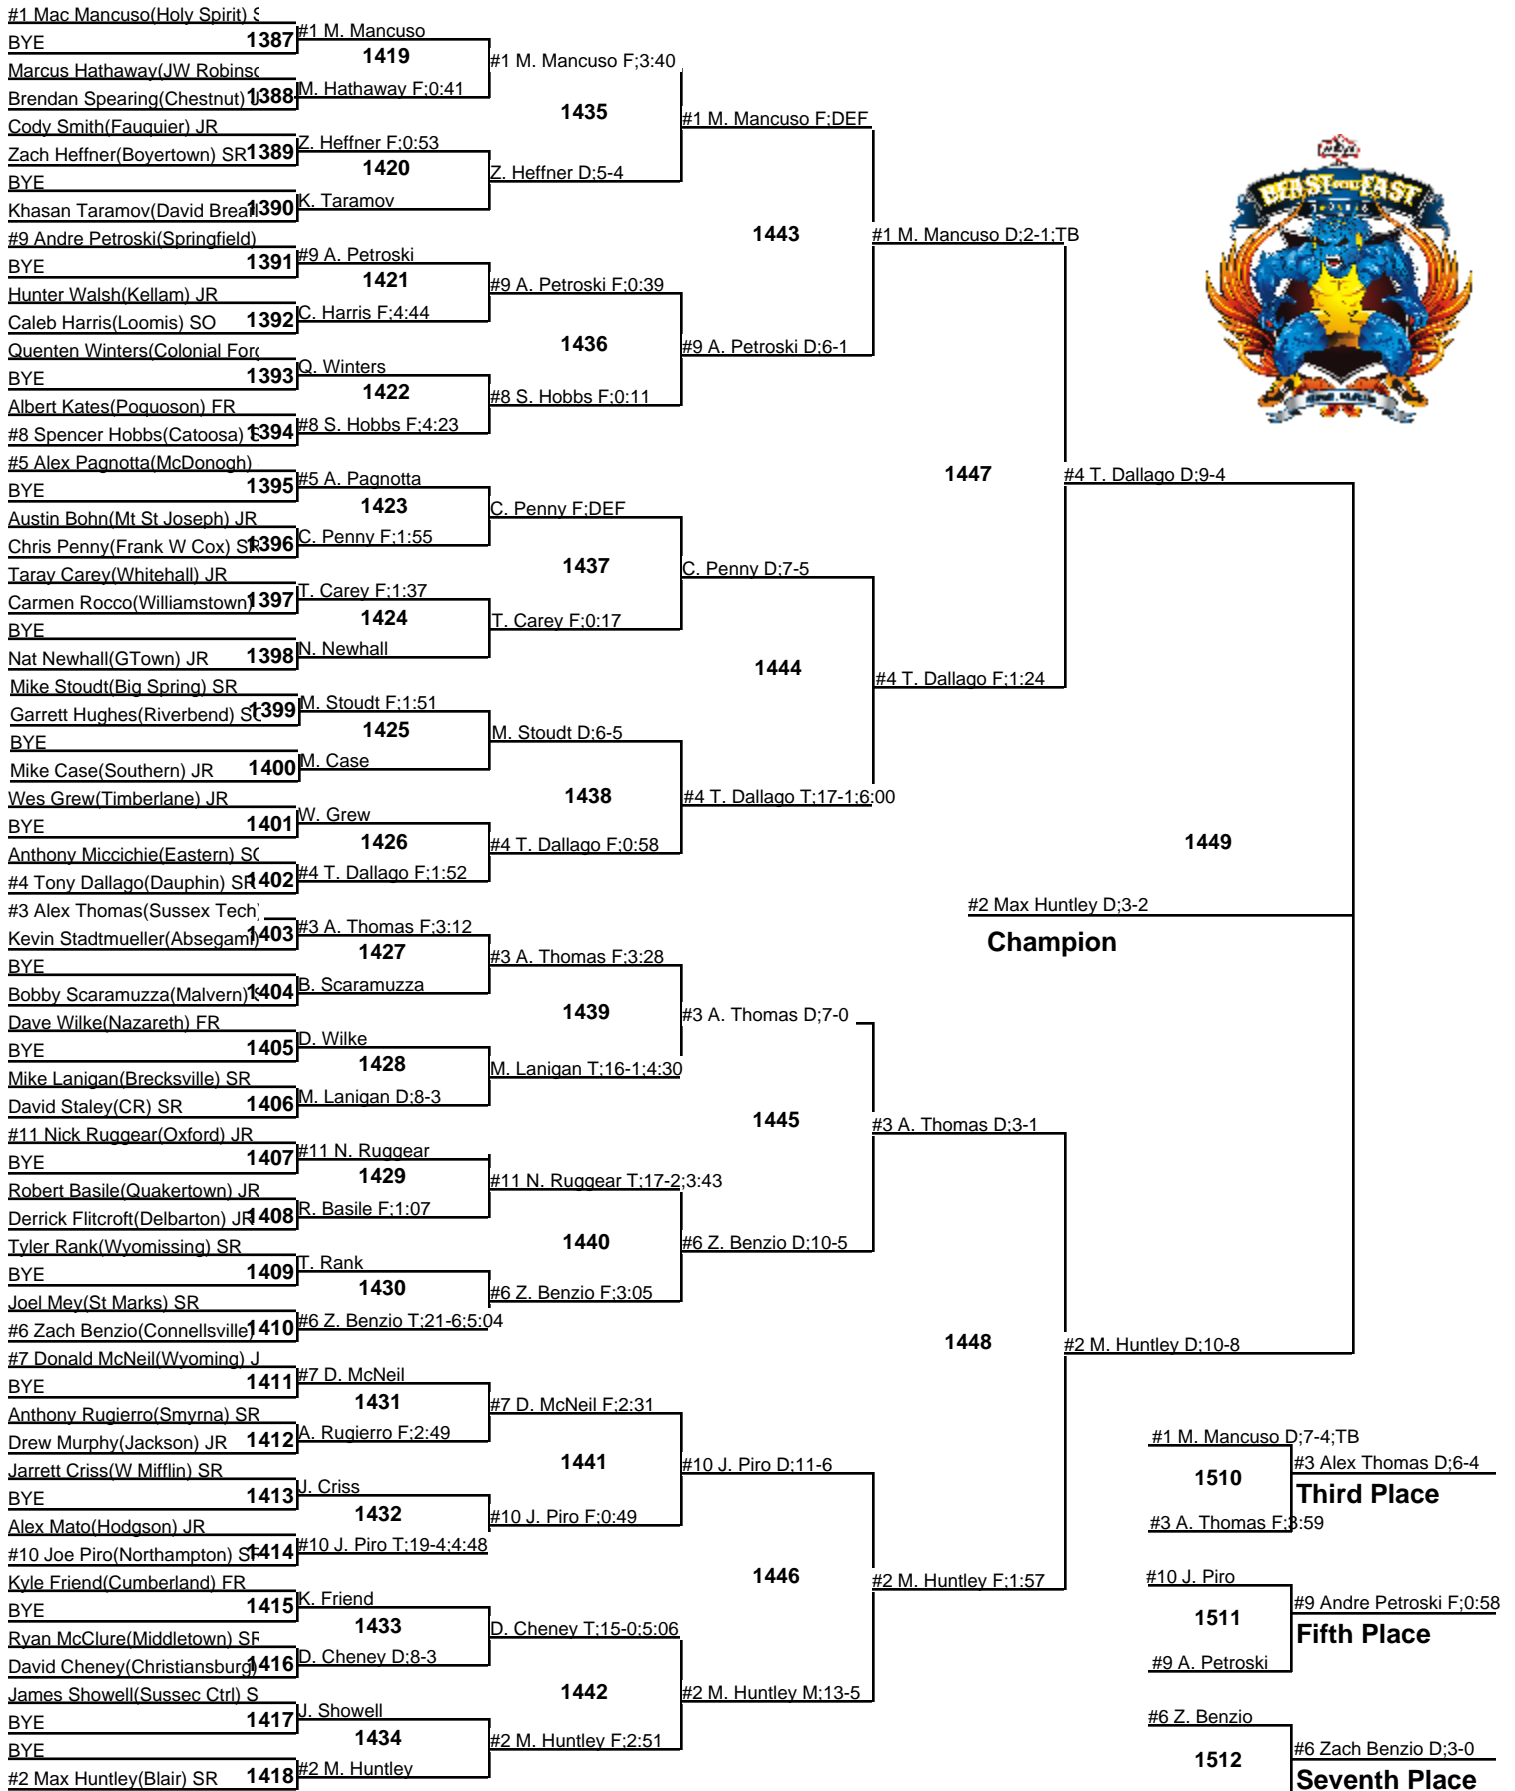 #1 Mac Mancuso(Holy Spirit) S
BYE
1387
#1 M. Mancuso
1419
Marcus Hathaway(JW Robinso
Brendan Spearing(Chestnut) J
1388
M. Hathaway F;0:41
#1 M. Mancuso F;3:40
1435
Cody Smith(Fauquier) JR
Zach Heffner(Boyertown) SR
1389
Z. Heffner F;0:53
1420
BYE
Khasan Taramov(David Brearl
1390
K. Taramov
Z. Heffner D;5-4
#1 M. Mancuso F;DEF
1443
#9 Andre Petroski(Springfield)
BYE
1391
#9 A. Petroski
1421
Hunter Walsh(Kellam) JR
Caleb Harris(Loomis) SO
1392
C. Harris F;4:44
#9 A. Petroski F;0:39
1436
Quenten Winters(Colonial Forg
BYE
1393
Q. Winters
1422
Albert Kates(Poquoson) FR
#8 Spencer Hobbs(Catoosa) S
1394
#8 S. Hobbs F;4:23
#8 S. Hobbs F;0:11
#9 A. Petroski D;6-1
#1 M. Mancuso D;2-1;TB
1447
#5 Alex Pagnotta(McDonogh)
BYE
1395
#5 A. Pagnotta
1423
Austin Bohn(Mt St Joseph) JR
Chris Penny(Frank W Cox) SR
1396
C. Penny F;1:55
C. Penny F;DEF
1437
Taray Carey(Whitehall) JR
Carmen Rocco(Williamstown)
1397
T. Carey F;1:37
1424
BYE
Nat Newhall(GTown) JR
1398
N. Newhall
T. Carey F;0:17
C. Penny D;7-5
1444
Mike Stoudt(Big Spring) SR
Garrett Hughes(Riverbend) SO
1399
M. Stoudt F;1:51
1425
BYE
Mike Case(Southern) JR
1400
M. Case
M. Stoudt D;6-5
1438
Wes Grew(Timberlane) JR
BYE
1401
W. Grew
1426
Anthony Miccichie(Eastern) SO
#4 Tony Dallago(Dauphin) SR
1402
#4 T. Dallago F;1:52
#4 T. Dallago F;0:58
#4 T. Dallago T;17-1;6:00
#4 T. Dallago F;1:24
#4 T. Dallago D;9-4
1449
#2 Max Huntley D;3-2
Champion
#3 Alex Thomas(Sussex Tech)
Kevin Stadtmueller(Absegami)
1403
#3 A. Thomas F;3:12
1427
BYE
Bobby Scaramuzza(Malvern) S
1404
B. Scaramuzza
#3 A. Thomas F;3:28
1439
Dave Wilke(Nazareth) FR
BYE
1405
D. Wilke
1428
Mike Lanigan(Brecksville) SR
David Staley(CR) SR
1406
M. Lanigan D;8-3
M. Lanigan T;16-1;4:30
#3 A. Thomas D;7-0
1445
#11 Nick Ruggear(Oxford) JR
BYE
1407
#11 N. Ruggear
1429
Robert Basile(Quakertown) JR
Derrick Flitcroft(Delbarton) JR
1408
R. Basile F;1:07
#11 N. Ruggear T;17-2;3:43
1440
Tyler Rank(Wyomissing) SR
BYE
1409
T. Rank
1430
Joel Mey(St Marks) SR
#6 Zach Benzio(Connellsville)
1410
#6 Z. Benzio T;21-6;5:04
#6 Z. Benzio F;3:05
#6 Z. Benzio D;10-5
#3 A. Thomas D;3-1
1448
#7 Donald McNeil(Wyoming) J
BYE
1411
#7 D. McNeil
1431
Anthony Rugierro(Smyrna) SR
Drew Murphy(Jackson) JR
1412
A. Rugierro F;2:49
#7 D. McNeil F;2:31
1441
Jarrett Criss(W Mifflin) SR
BYE
1413
J. Criss
1432
Alex Mato(Hodgson) JR
#10 Joe Piro(Northampton) SR
1414
#10 J. Piro T;19-4;4:48
#10 J. Piro F;0:49
#10 J. Piro D;11-6
1446
Kyle Friend(Cumberland) FR
BYE
1415
K. Friend
1433
Ryan McClure(Middletown) SR
David Cheney(Christiansburg)
1416
D. Cheney D;8-3
D. Cheney T;15-0;5:06
1442
James Showell(Sussec Ctrl) S
BYE
1417
J. Showell
1434
BYE
#2 Max Huntley(Blair) SR
1418
#2 M. Huntley
#2 M. Huntley F;2:51
#2 M. Huntley M;13-5
#2 M. Huntley F;1:57
#2 M. Huntley D;10-8
#1 M. Mancuso D;7-4;TB
1510
#3 A. Thomas F;3:59
#3 Alex Thomas D;6-4
Third Place
#10 J. Piro
1511
#9 A. Petroski
#9 Andre Petroski F;0:58
Fifth Place
#6 Z. Benzio
1512
#6 Zach Benzio D;3-0
Seventh Place
BEAST OF THE EAST